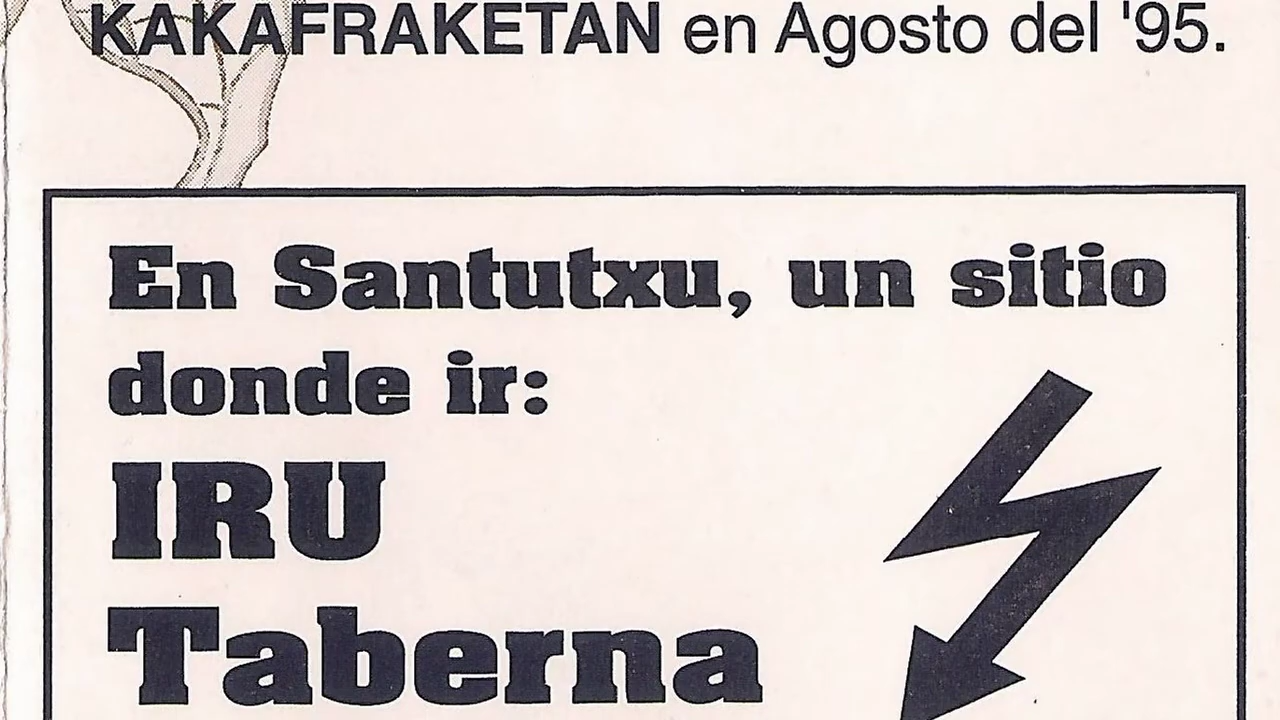 KAKAFRAKETAN en Agosto del '95.
En Santutxu, un sitio
donde ir:
IRU
Taberna